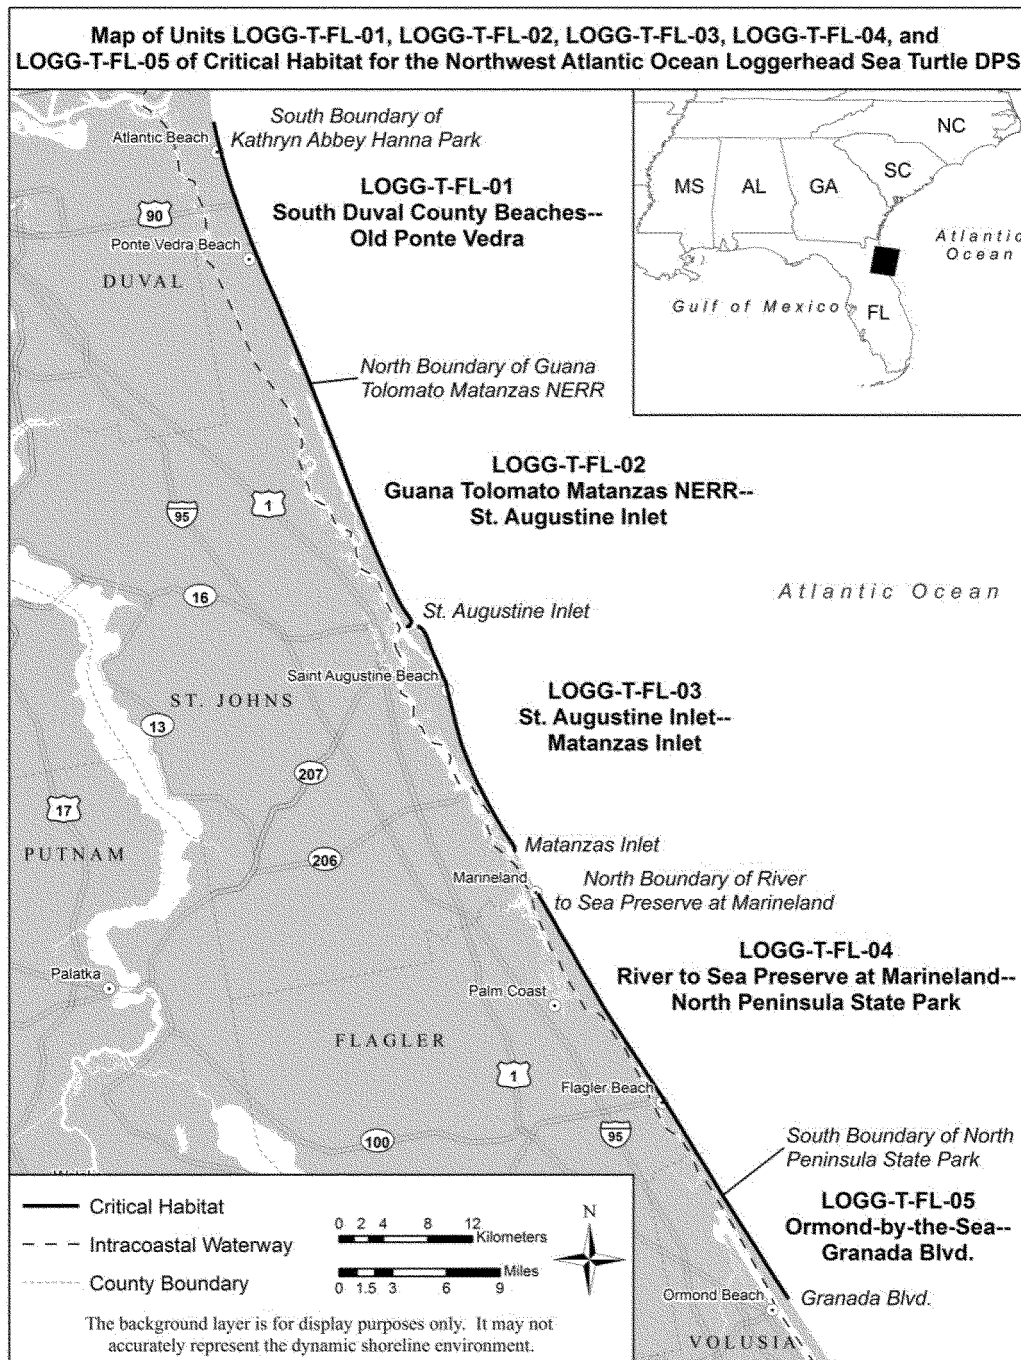 Map of Units LOGG-T-FL-01, LOGG-T-FL-02, LOGG-T-FL-03, LOGG-T-FL-04, and
LOGG-T-FL-05 of Critical Habitat for the Northwest Atlantic Ocean Loggerhead Sea Turtle DPS
South Boundary of
Kathryn Abbey Hanna Park
Atlantic Beach
LOGG-T-FL-01
South Duval County Beaches--
Old Ponte Vedra
90
Ponte Vedra Beach
DUVAL
NC
SC
MS
AL
GA
Atlantic
Ocean
Gulf of Mexico
FL
North Boundary of Guana
Tolomato Matanzas NERR
LOGG-T-FL-02
Guana Tolomato Matanzas NERR--
St. Augustine Inlet
1
95
16
Atlantic Ocean
St. Augustine Inlet
Saint Augustine Beach
ST. JOHNS
LOGG-T-FL-03
St. Augustine Inlet--
Matanzas Inlet
13
207
17
PUTNAM
206
Matanzas Inlet
Marineland
North Boundary of River
to Sea Preserve at Marineland
LOGG-T-FL-04
River to Sea Preserve at Marineland--
North Peninsula State Park
Palatka
Palm Coast
FLAGLER
1
Flagler Beach
95
100
South Boundary of North
Peninsula State Park
LOGG-T-FL-05
Ormond-by-the-Sea--
Granada Blvd.
Ormond Beach
Granada Blvd.
VOLUSIA
Critical Habitat
Intracoastal Waterway
County Boundary
0 2 4 8 12
Kilometers
Miles
0 1.5 3 6 9
N
The background layer is for display purposes only. It may not
accurately represent the dynamic shoreline environment.